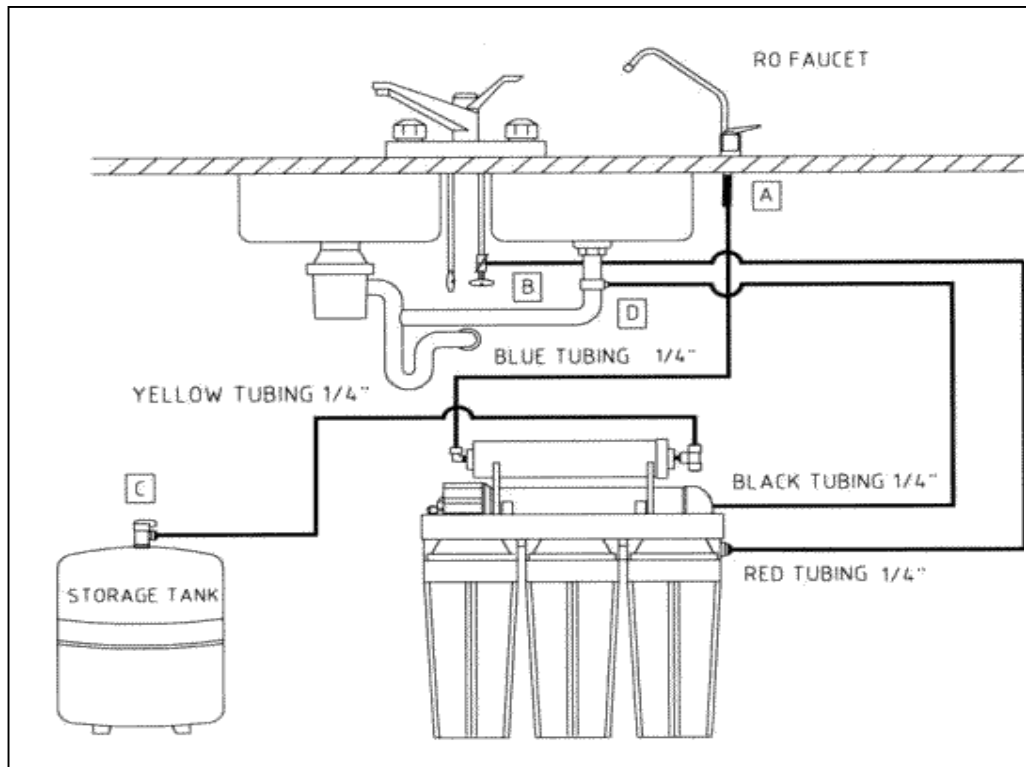 RO FAUCET
A
B
D
BLUE TUBING 1/4"
YELLOW TUBING 1/4"
C
BLACK TUBING 1/4"
STORAGE TANK
RED TUBING 1/4"